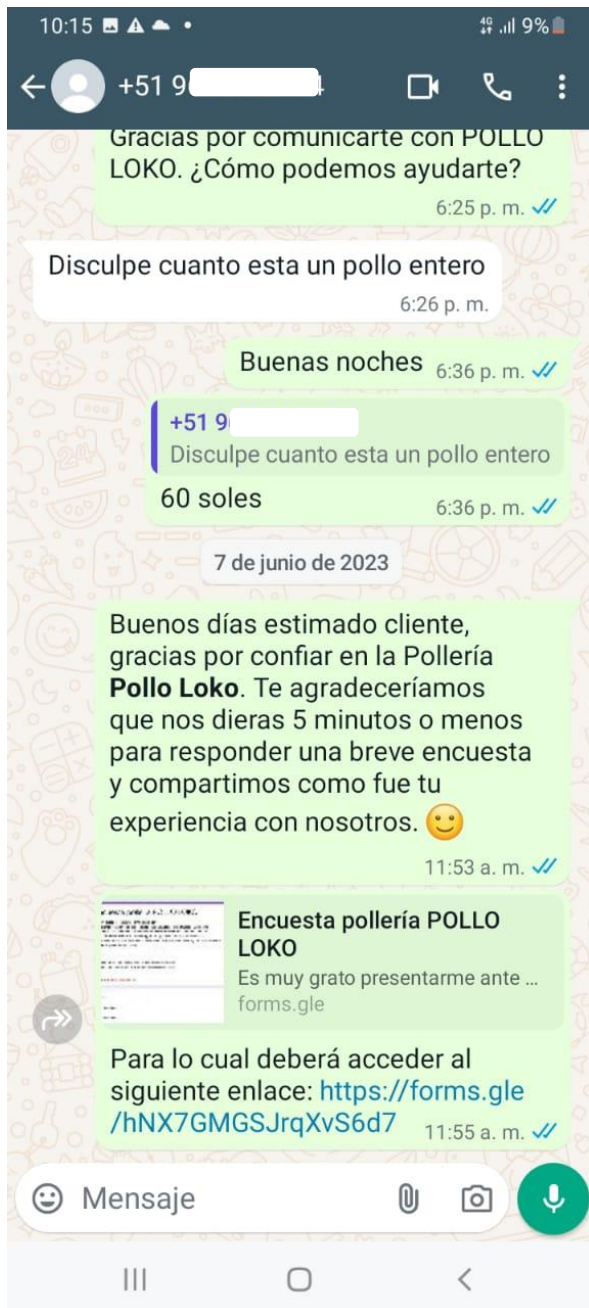 10:15
4G 9%
+51 9
Gracias por comunicarte con POLLO
LOKO. ¿Cómo podemos ayudarte?
6:25 p. m.
Disculpe cuanto esta un pollo entero
6:26 p. m.
Buenas noches 6:36 p. m.
+51 9
Disculpe cuanto esta un pollo entero
60 soles
6:36 p. m.
7 de junio de 2023
Buenos días estimado cliente,
gracias por confiar en la Pollería
Pollo Loko. Te agradeceríamos
que nos dieras 5 minutos o menos
para responder una breve encuesta
y compartimos como fue tu
experiencia con nosotros. 🙂
11:53 a. m.
Encuesta pollería POLLO
LOKO
Es muy grato presentarme ante ...
forms.gle
Para lo cual deberá acceder al
siguiente enlace: https://forms.gle
/hNX7GMGSJrqXvS6d7 11:55 a. m.
Mensaje